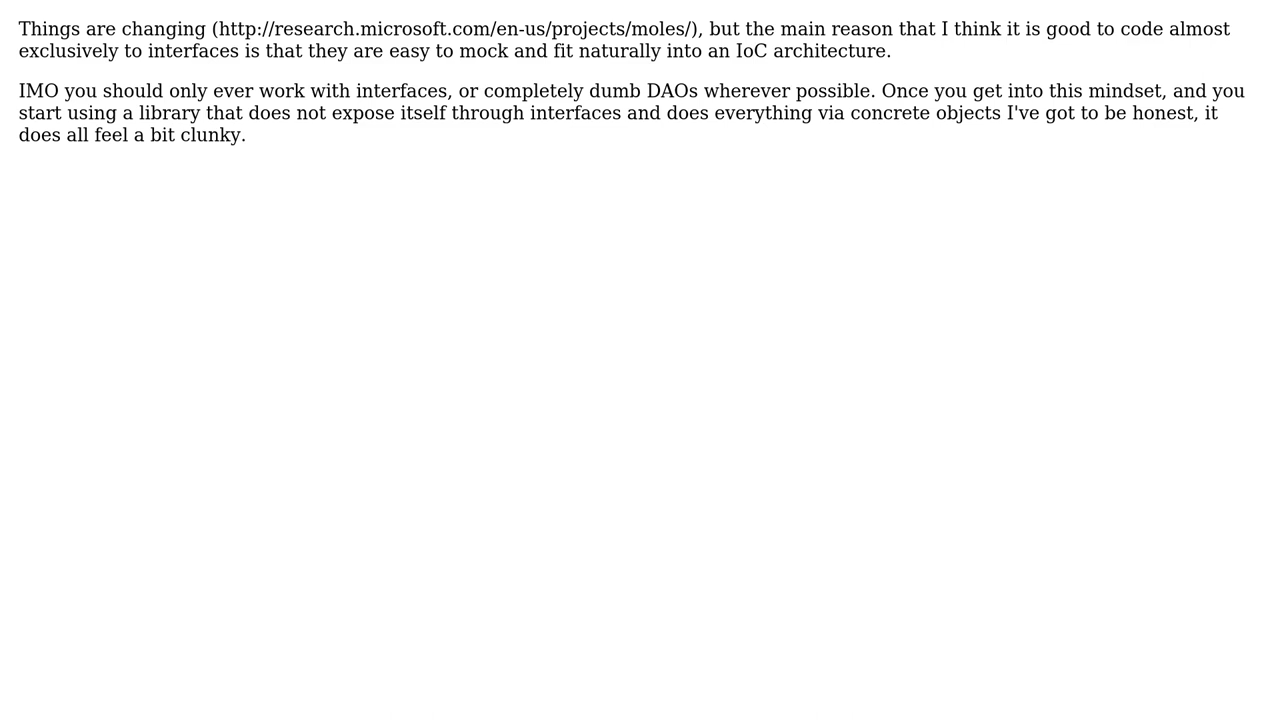 Things are changing (http://research.microsoft.com/en-us/projects/moles/), but the main reason that I think it is good to code almost
exclusively to interfaces is that they are easy to mock and fit naturally into an IoC architecture.
IMO you should only ever work with interfaces, or completely dumb DAOs wherever possible. Once you get into this mindset, and you
start using a library that does not expose itself through interfaces and does everything via concrete objects I've got to be honest, it
does all feel a bit clunky.